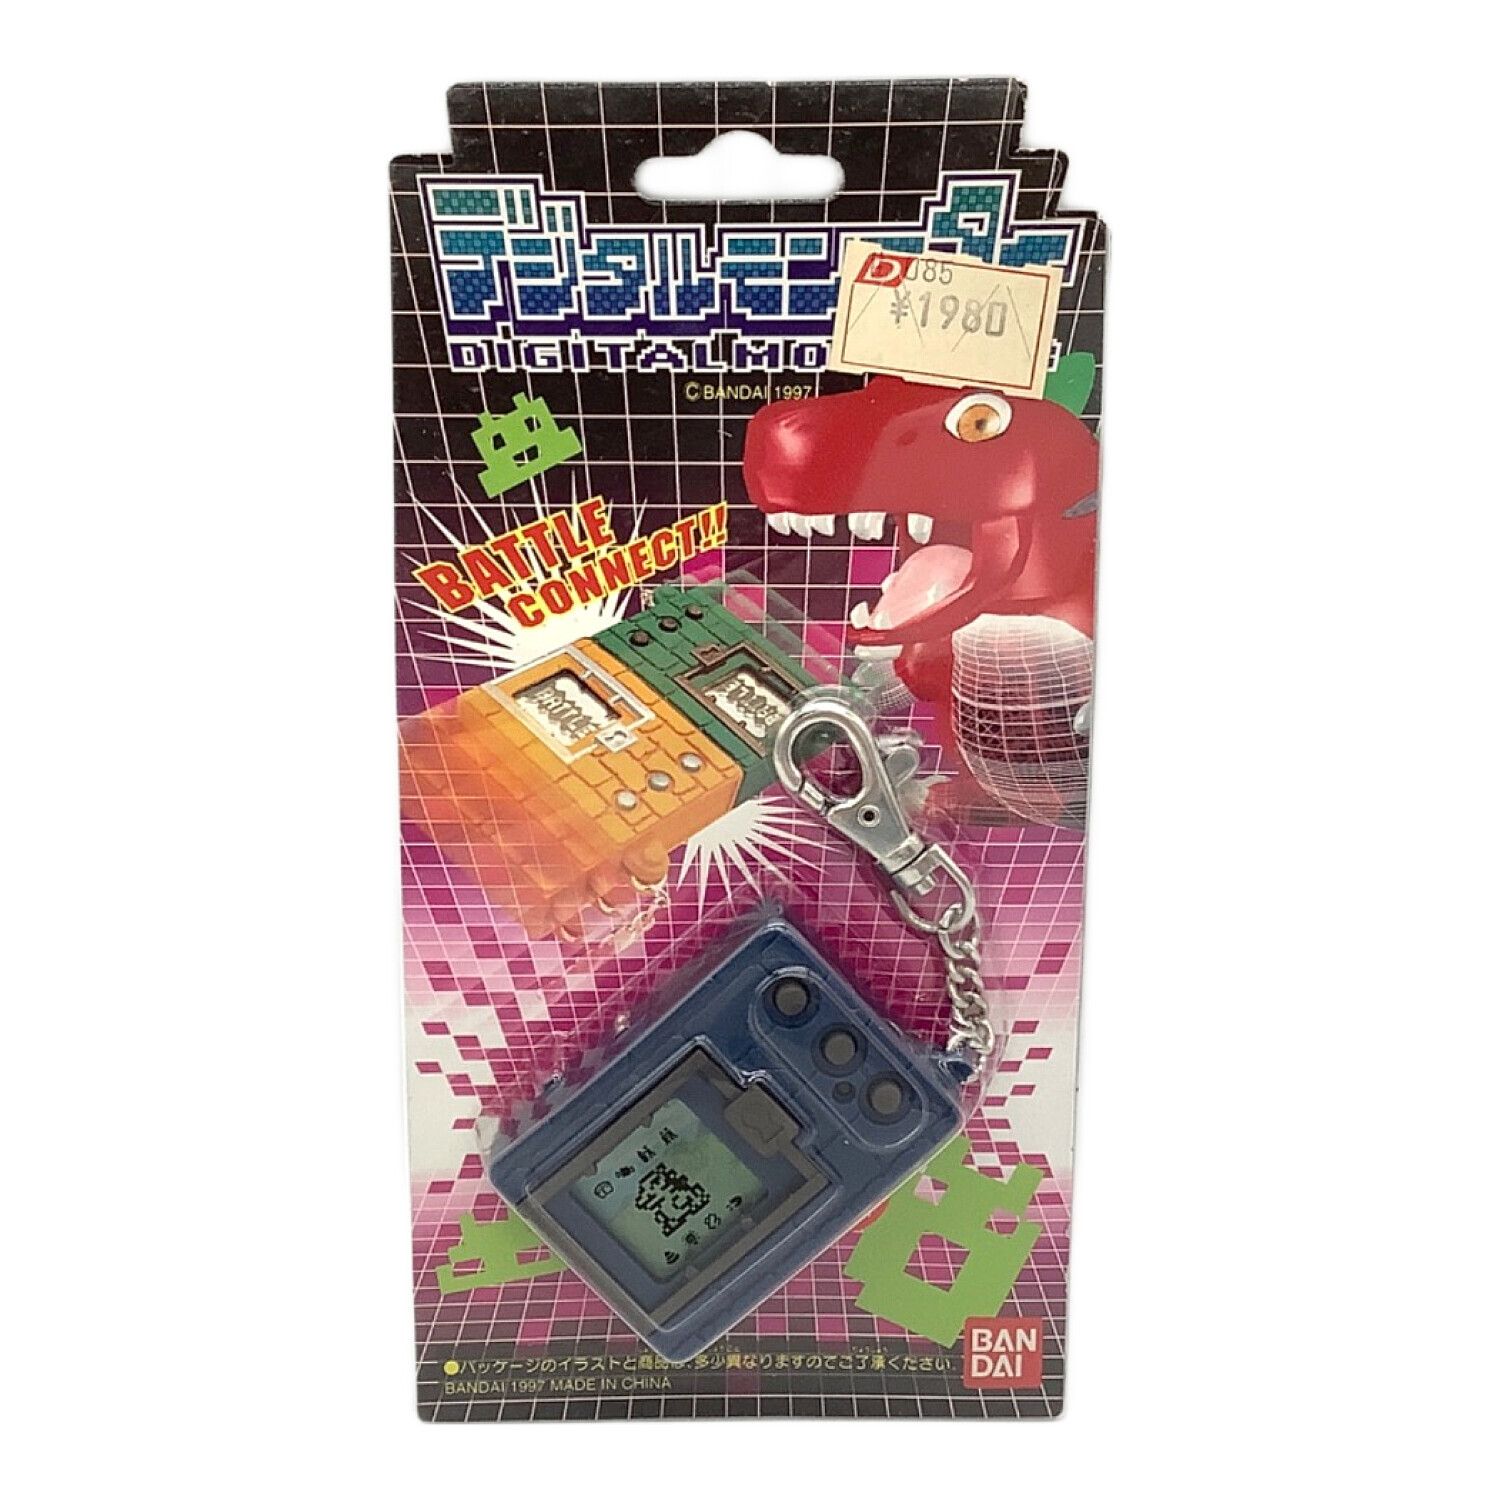 デジタルモンスター
D 085
¥1980
DIGITALMO
©BANDAI 1997
BATTLE
CONNECT!!
BATTLE
BAN
DAI
●パッケージのイラストと商品は、多少異なりますのでご了承ください。
BANDAI 1997 MADE IN CHINA